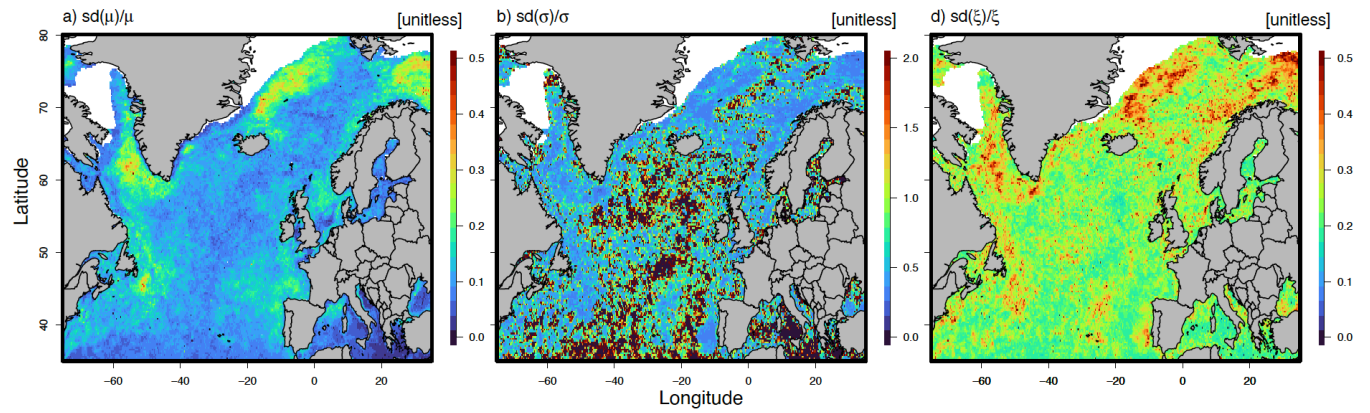 a) sd(μ)/μ [unitless]
b) sd(σ)/σ [unitless]
d) sd(ξ)/ξ [unitless]
Latitude
80
70
60
50
40
0.5
0.4
0.3
0.2
0.1
0.0
2.0
1.5
1.0
0.5
0.0
0.5
0.4
0.3
0.2
0.1
0.0
−60 −40 −20 0 20
−60 −40 −20 0 20
−60 −40 −20 0 20
Longitude